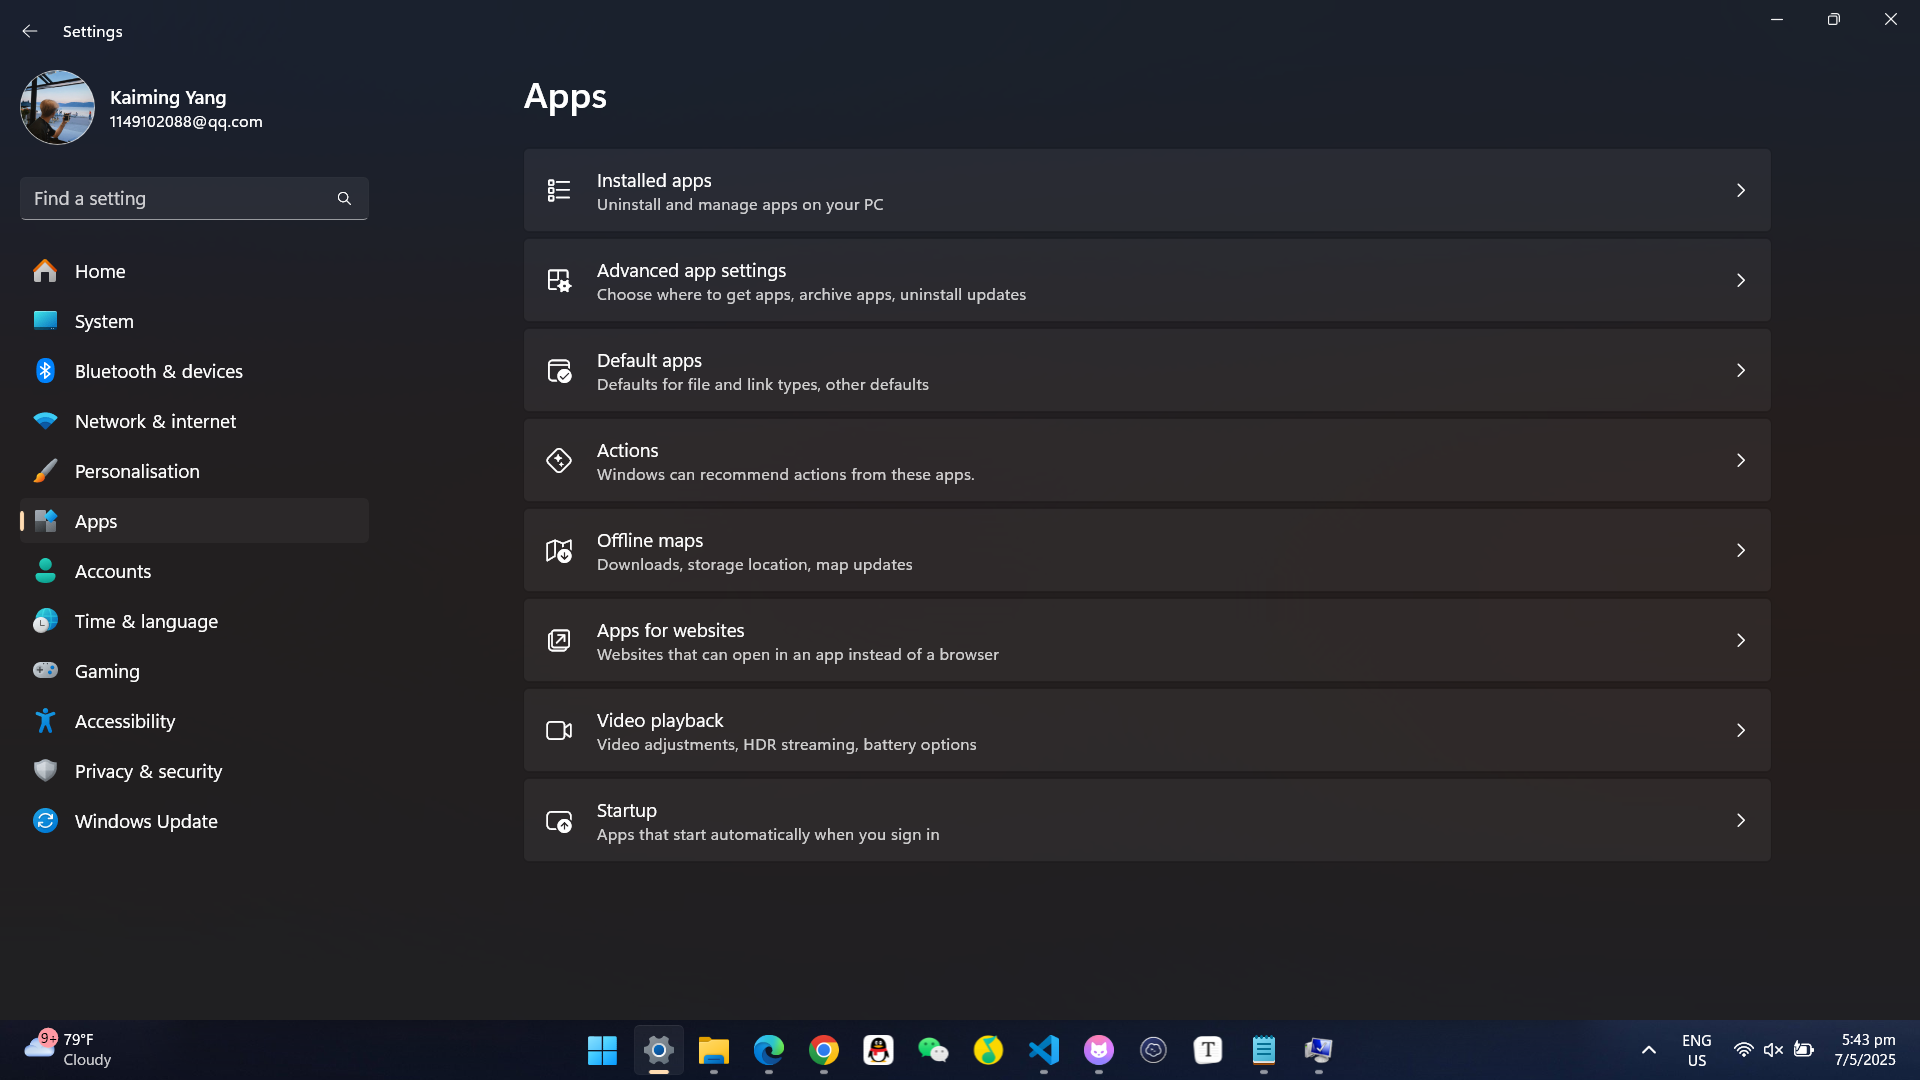 Settings
Kaiming Yang
1149102088@qq.com
Find a setting
Home
System
Bluetooth & devices
Network & internet
Personalisation
Apps
Accounts
Time & language
Gaming
Accessibility
Privacy & security
Windows Update
Apps
Installed apps
Uninstall and manage apps on your PC
Advanced app settings
Choose where to get apps, archive apps, uninstall updates
Default apps
Defaults for file and link types, other defaults
Actions
Windows can recommend actions from these apps.
Offline maps
Downloads, storage location, map updates
Apps for websites
Websites that can open in an app instead of a browser
Video playback
Video adjustments, HDR streaming, battery options
Startup
Apps that start automatically when you sign in
9+
79°F
Cloudy
T
ENG
US
5:43 pm
7/5/2025